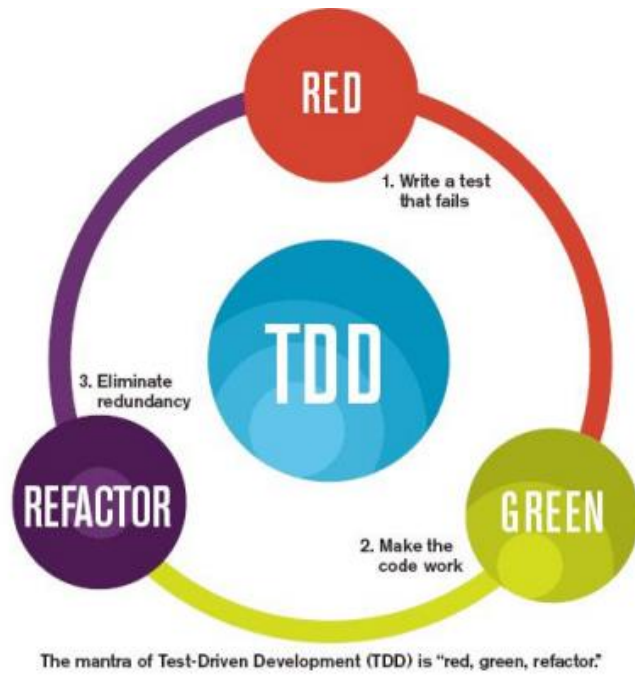 RED
1. Write a test
that fails
TDD
3. Eliminate
redundancy
REFACTOR
GREEN
2. Make the
code work
The mantra of Test-Driven Development (TDD) is “red, green, refactor.”